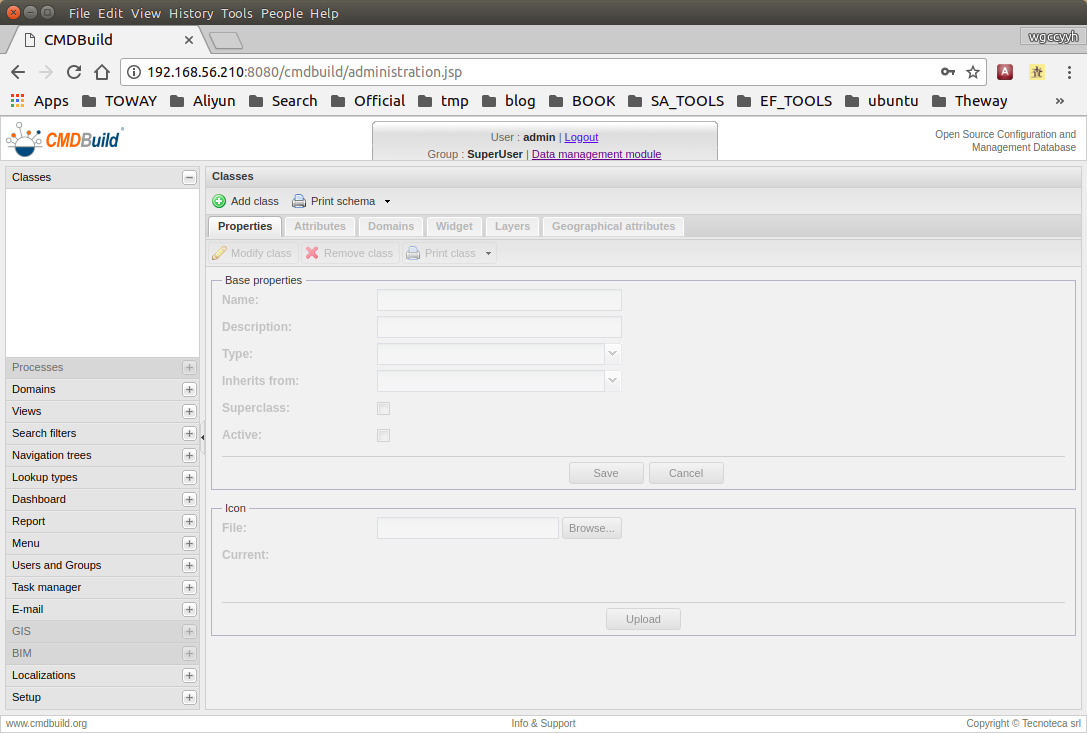 File Edit View History Tools People Help
CMDBuild
wgccyyh
192.168.56.210:8080/cmdbuild/administration.jsp
A
Apps TOWAY Aliyun Search Official tmp blog BOOK SA_TOOLS EF_TOOLS ubuntu Theway »
CMDBuild
User : admin | Logout
Group : SuperUser | Data management module
Open Source Configuration and
Management Database
Classes
Processes
Domains
Views
Search filters
Navigation trees
Lookup types
Dashboard
Report
Menu
Users and Groups
Task manager
E-mail
GIS
BIM
Localizations
Setup
Classes
Add class Print schema
Properties Attributes Domains Widget Layers Geographical attributes
Modify class Remove class Print class
Base properties
Name:
Description:
Type:
Inherits from:
Superclass:
Active:
Save Cancel
Icon
File: Browse...
Current:
Upload
www.cmdbuild.org Info & Support Copyright © Tecnoteca srl